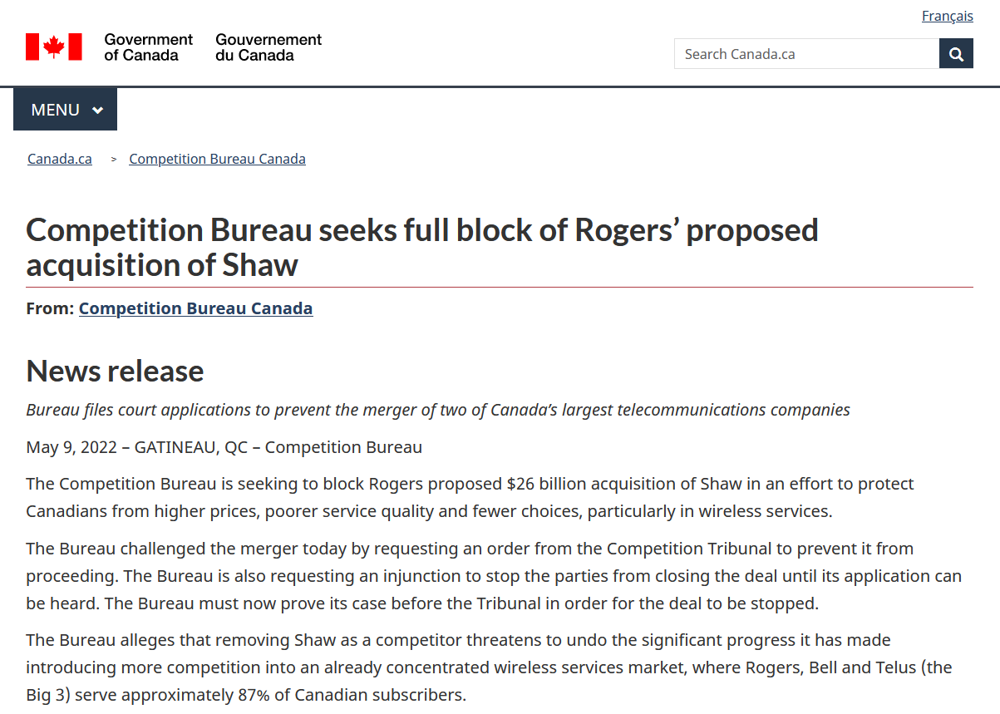 Français
Government of Canada
Gouvernement du Canada
Search Canada.ca
MENU
Canada.ca > Competition Bureau Canada
Competition Bureau seeks full block of Rogers’ proposed
acquisition of Shaw
From: Competition Bureau Canada
News release
Bureau files court applications to prevent the merger of two of Canada’s largest telecommunications companies
May 9, 2022 – GATINEAU, QC – Competition Bureau
The Competition Bureau is seeking to block Rogers proposed $26 billion acquisition of Shaw in an effort to protect
Canadians from higher prices, poorer service quality and fewer choices, particularly in wireless services.
The Bureau challenged the merger today by requesting an order from the Competition Tribunal to prevent it from
proceeding. The Bureau is also requesting an injunction to stop the parties from closing the deal until its application can
be heard. The Bureau must now prove its case before the Tribunal in order for the deal to be stopped.
The Bureau alleges that removing Shaw as a competitor threatens to undo the significant progress it has made
introducing more competition into an already concentrated wireless services market, where Rogers, Bell and Telus (the
Big 3) serve approximately 87% of Canadian subscribers.